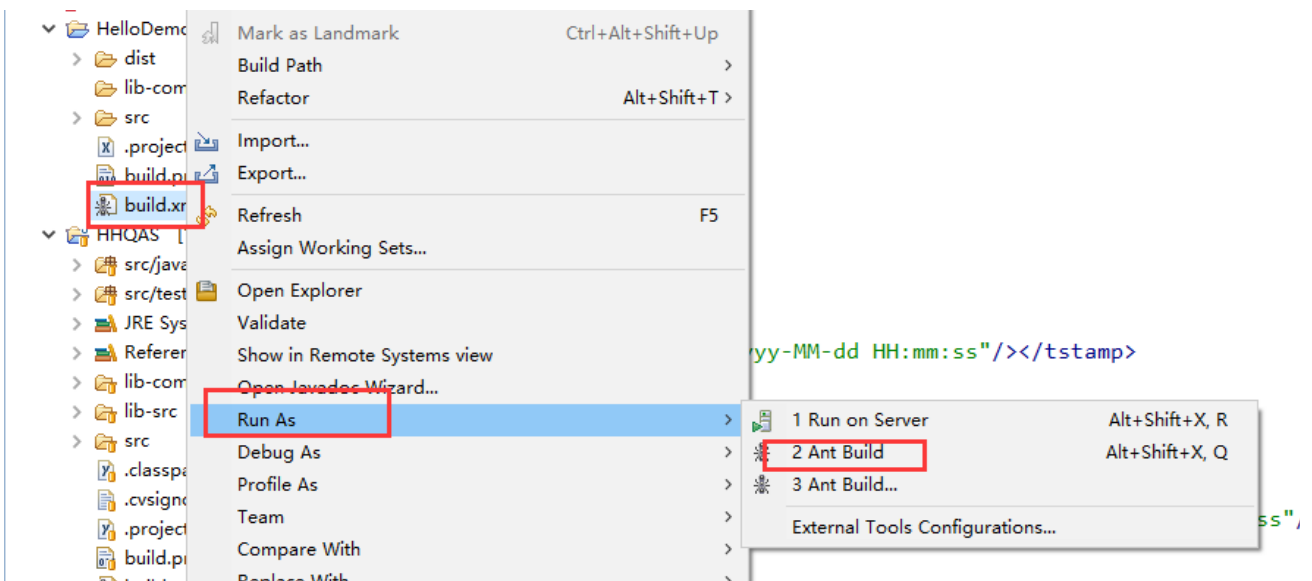 HelloDemo
dist
lib-com
src
.project
build.pr
build.xm
HHQAS [
src/java
src/test
JRE Sys
Referen
lib-com
lib-src
src
.classpa
.cvsigno
.project
build.pr
Mark as Landmark Ctrl+Alt+Shift+Up
Build Path
Refactor Alt+Shift+T
Import...
Export...
Refresh F5
Assign Working Sets...
Open Explorer
Validate
Show in Remote Systems view
Open Javadoc Wizard...
Run As
Debug As
Profile As
Team
Compare With
Replace With
yyy-MM-dd HH:mm:ss"/></tstamp>
1 Run on Server Alt+Shift+X, R
2 Ant Build Alt+Shift+X, Q
3 Ant Build...
External Tools Configurations...
ss"/